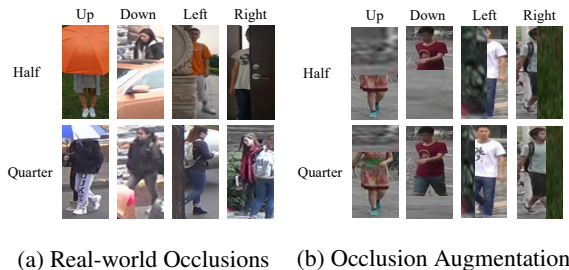 Up Down Left Right Up Down Left Right
Half Half
Quarter Quarter
(a) Real-world Occlusions (b) Occlusion Augmentation